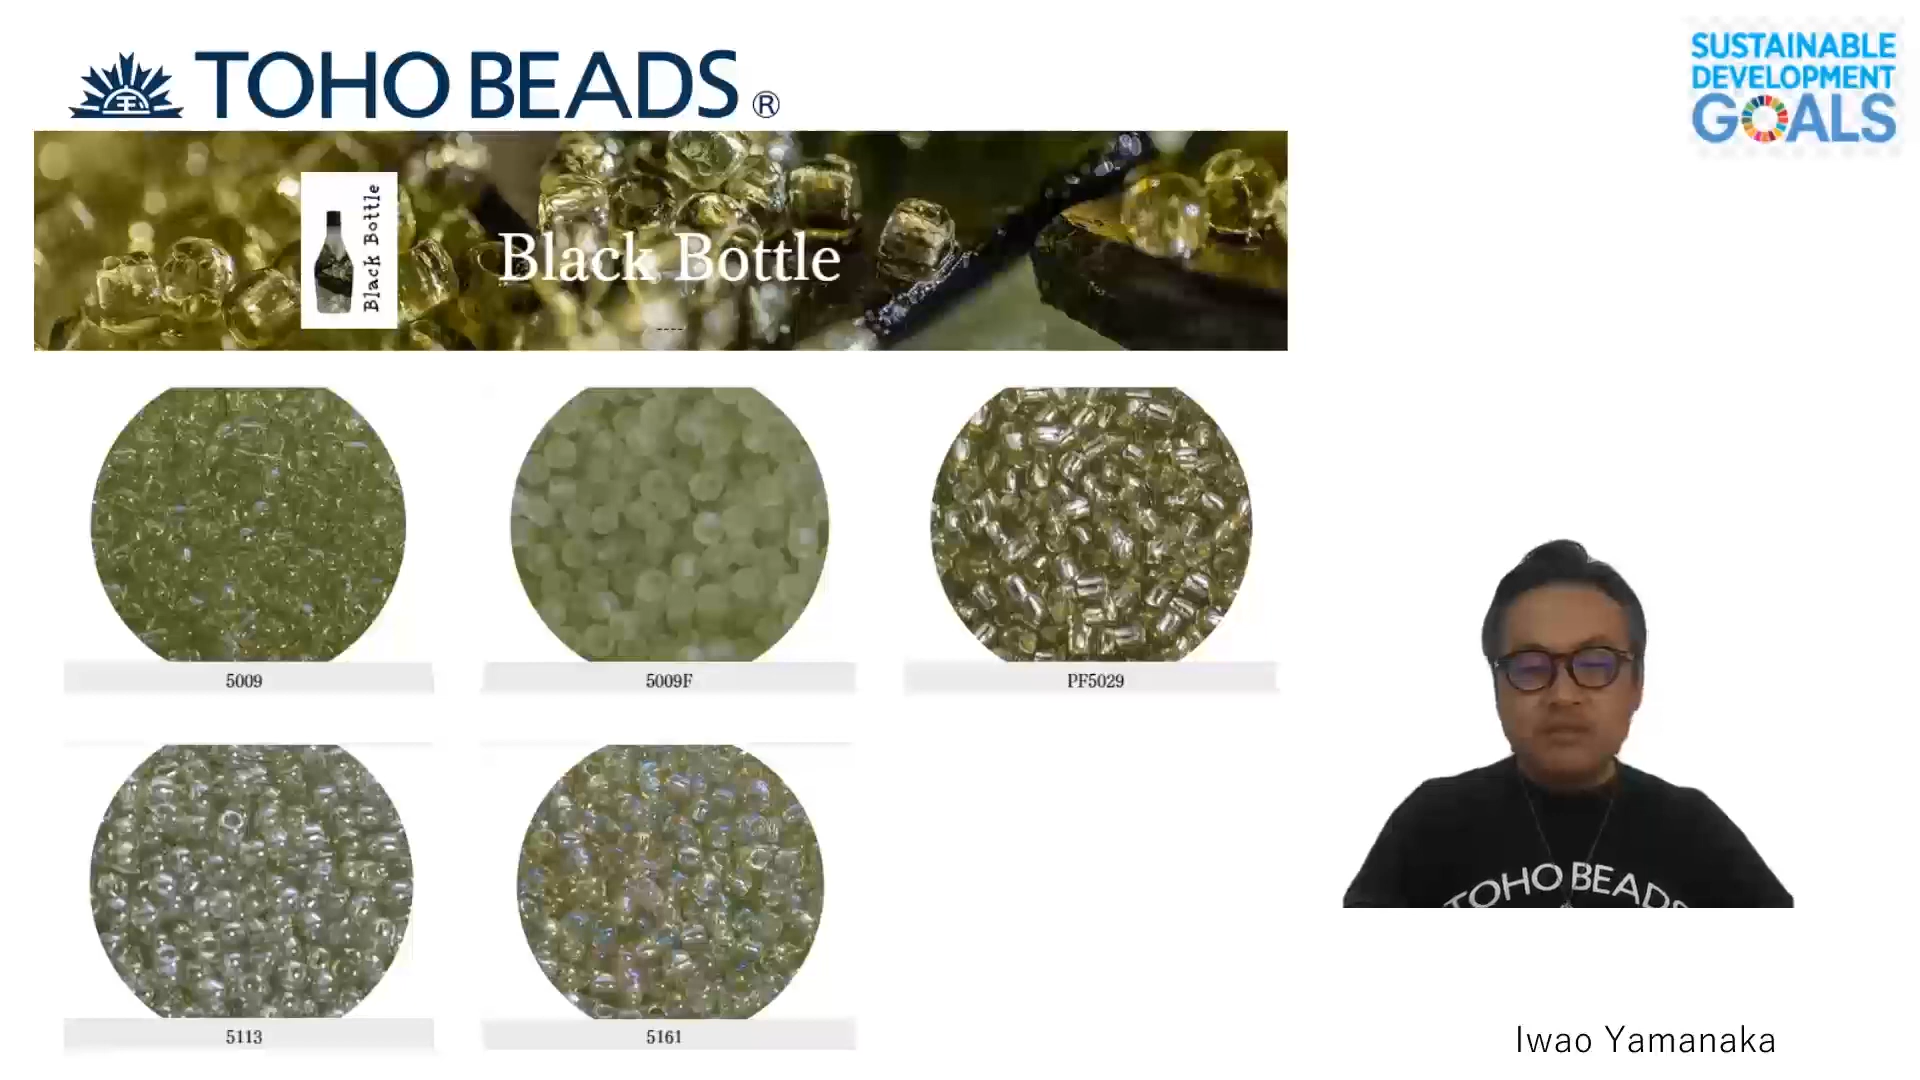 TOHO BEADS ®
SUSTAINABLE
DEVELOPMENT
GOALS
Black Bottle
Black Bottle
5009
5009F
PF5029
5113
5161
TOHO BEADS
Iwao Yamanaka